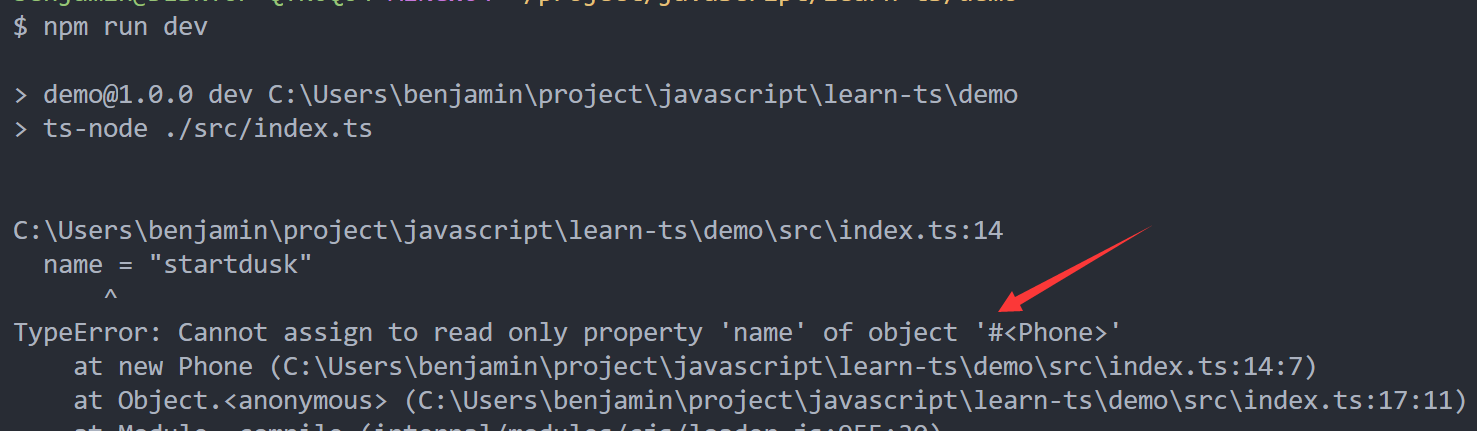 $ npm run dev
> demo@1.0.0 dev C:\Users\benjamin\project\javascript\learn-ts\demo
> ts-node ./src/index.ts
C:\Users\benjamin\project\javascript\learn-ts\demo\src\index.ts:14
name = "startdusk"
^
TypeError: Cannot assign to read only property 'name' of object '#<Phone>'
at new Phone (C:\Users\benjamin\project\javascript\learn-ts\demo\src\index.ts:14:7)
at Object.<anonymous> (C:\Users\benjamin\project\javascript\learn-ts\demo\src\index.ts:17:11)